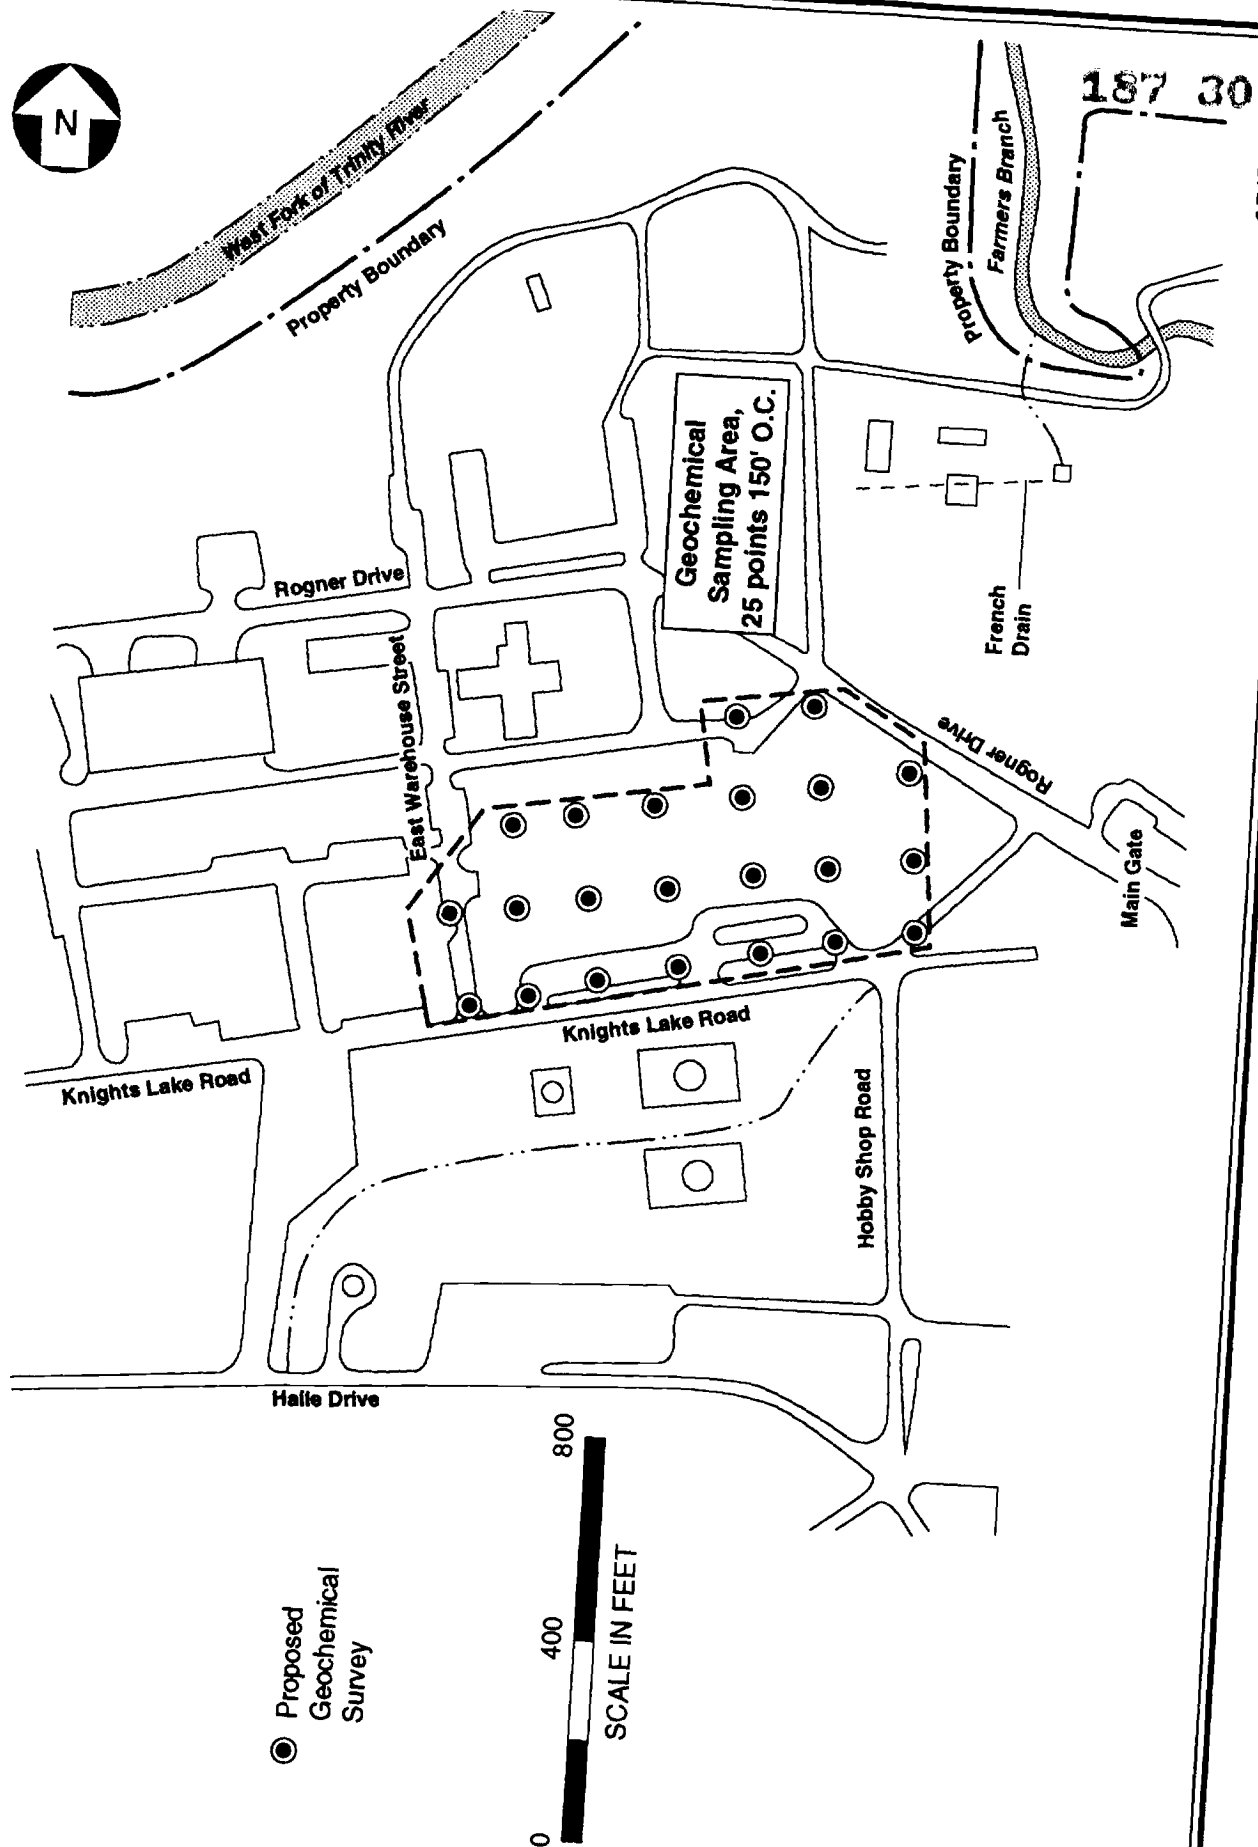 N
West Fork of Trinity River
Property Boundary
187 30
Property Boundary
Farmers Branch
Geochemical
Sampling Area,
25 points 150' O.C.
Rogner Drive
East Warehouse Street
French
Drain
Rogner Drive
Main Gate
Knights Lake Road
Knights Lake Road
Hobby Shop Road
Haile Drive
Proposed
Geochemical
Survey
0
400
800
SCALE IN FEET